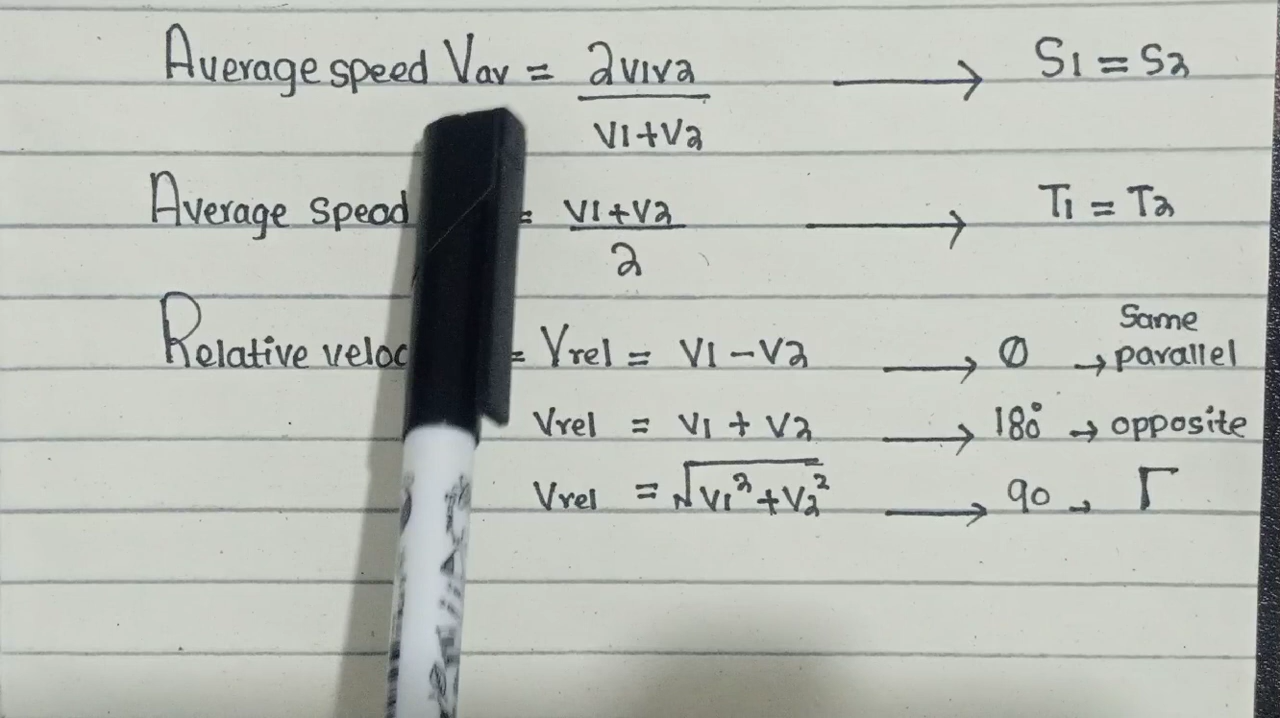 Average speed Vav = 2v1v2 / v1+v2 → S1 = S2
Average speed = v1+v2 / 2 → T1 = T2
Relative veloc = Vrel = v1 - v2 → 0 → Same parallel
Vrel = v1 + v2 → 180° → opposite
Vrel = √v1²+v2² → 90 →